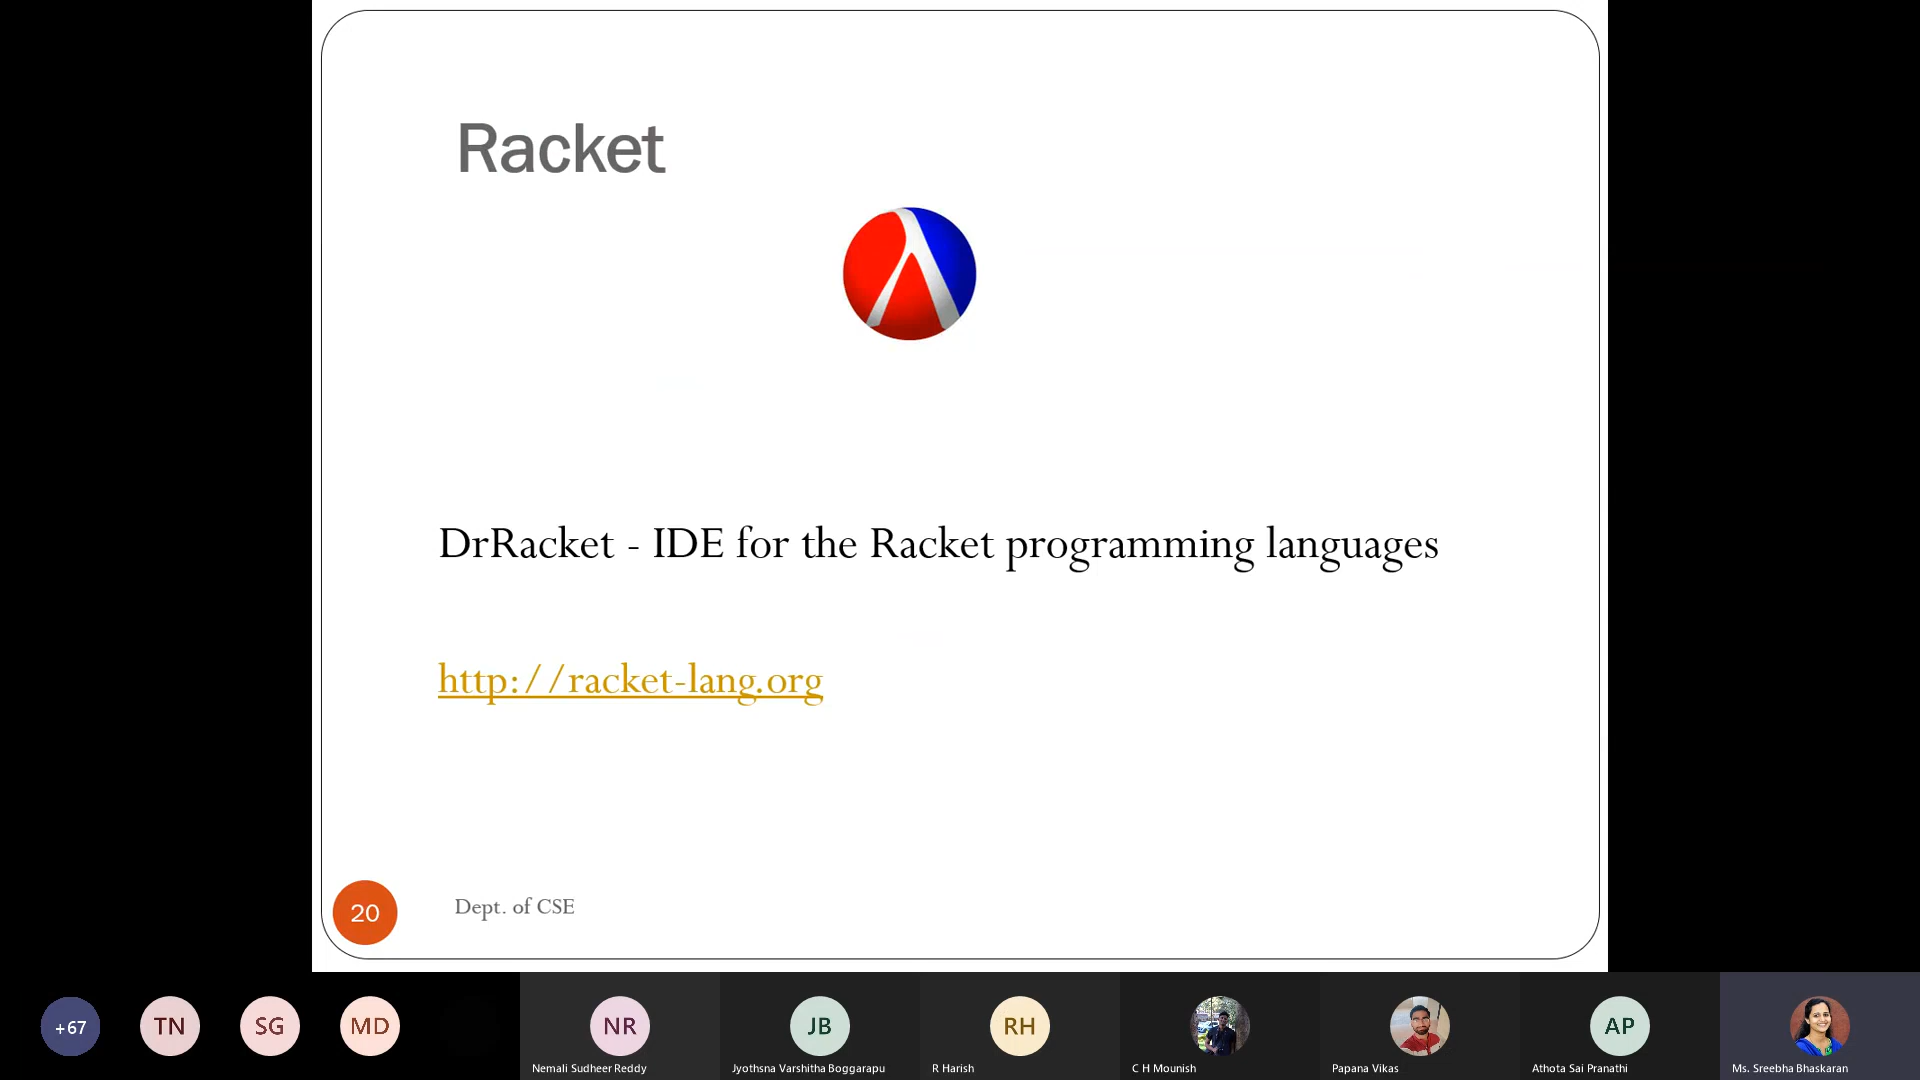 Racket
DrRacket - IDE for the Racket programming languages
http://racket-lang.org
20
Dept. of CSE
+67
TN
SG
MD
NR
JB
RH
AP
Nemali Sudheer Reddy
Jyothsna Varshitha Boggarapu
R Harish
C H Mounish
Papana Vikas
Athota Sai Pranathi
Ms. Sreebha Bhaskaran